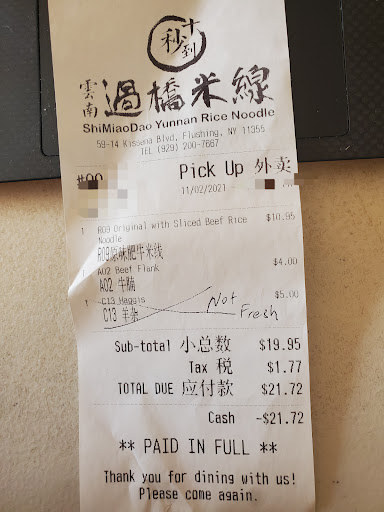 十
秒到
雲南
過橋米線
ShiMiaoDao Yunnan Rice Noodle
59-14 Kissena Blvd, Flushing, NY 11355
TEL (929) 200-7667
Pick Up 外卖
11/02/2021
1 R09 Original with Sliced Beef Rice $10.95
Noodle
R09原味肥牛米线
A02 Beef Flank $4.00
A02 牛腩
1 C13 Haggis $5.00
C13 羊杂
Not
Fresh
Sub-total 小总数 $19.95
Tax 税 $1.77
TOTAL DUE 应付款 $21.72
Cash -$21.72
** PAID IN FULL **
Thank you for dining with us!
Please come again.